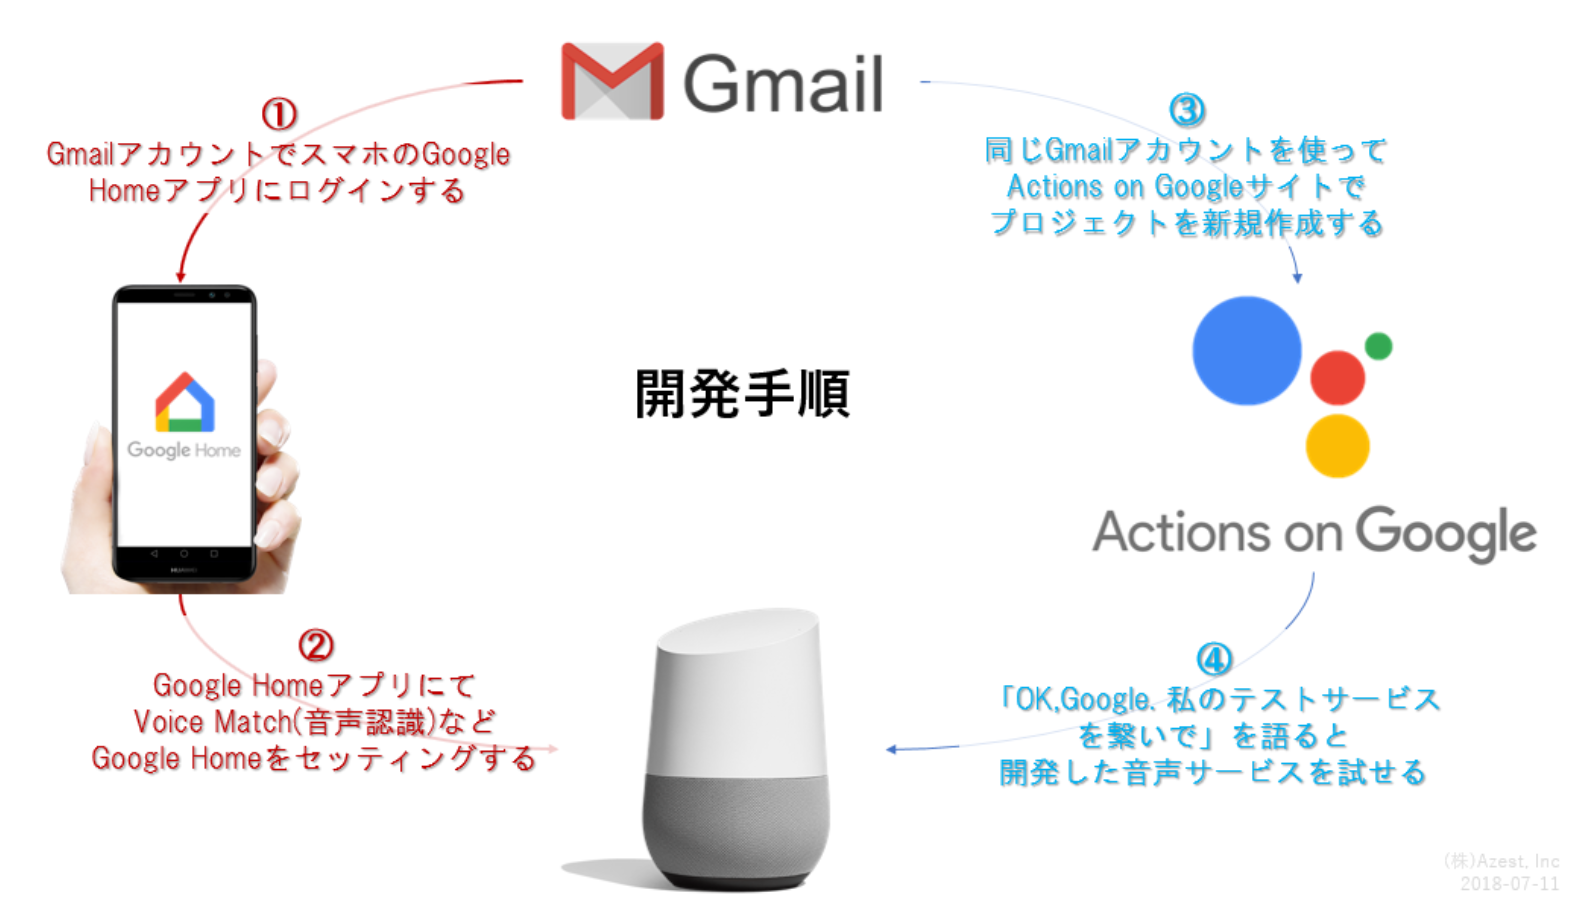 Gmail
①
GmailアカウントでスマホのGoogle
Homeアプリにログインする
③
同じGmailアカウントを使って
Actions on Googleサイトで
プロジェクトを新規作成する
Google Home
開発手順
Actions on Google
HUAWEI
②
Google Homeアプリにて
Voice Match(音声認識)など
Google Homeをセッティングする
④
「OK,Google、私のテストサービス
を繋いで」を語ると
開発した音声サービスを試せる
(株)Azest, Inc
2018-07-11